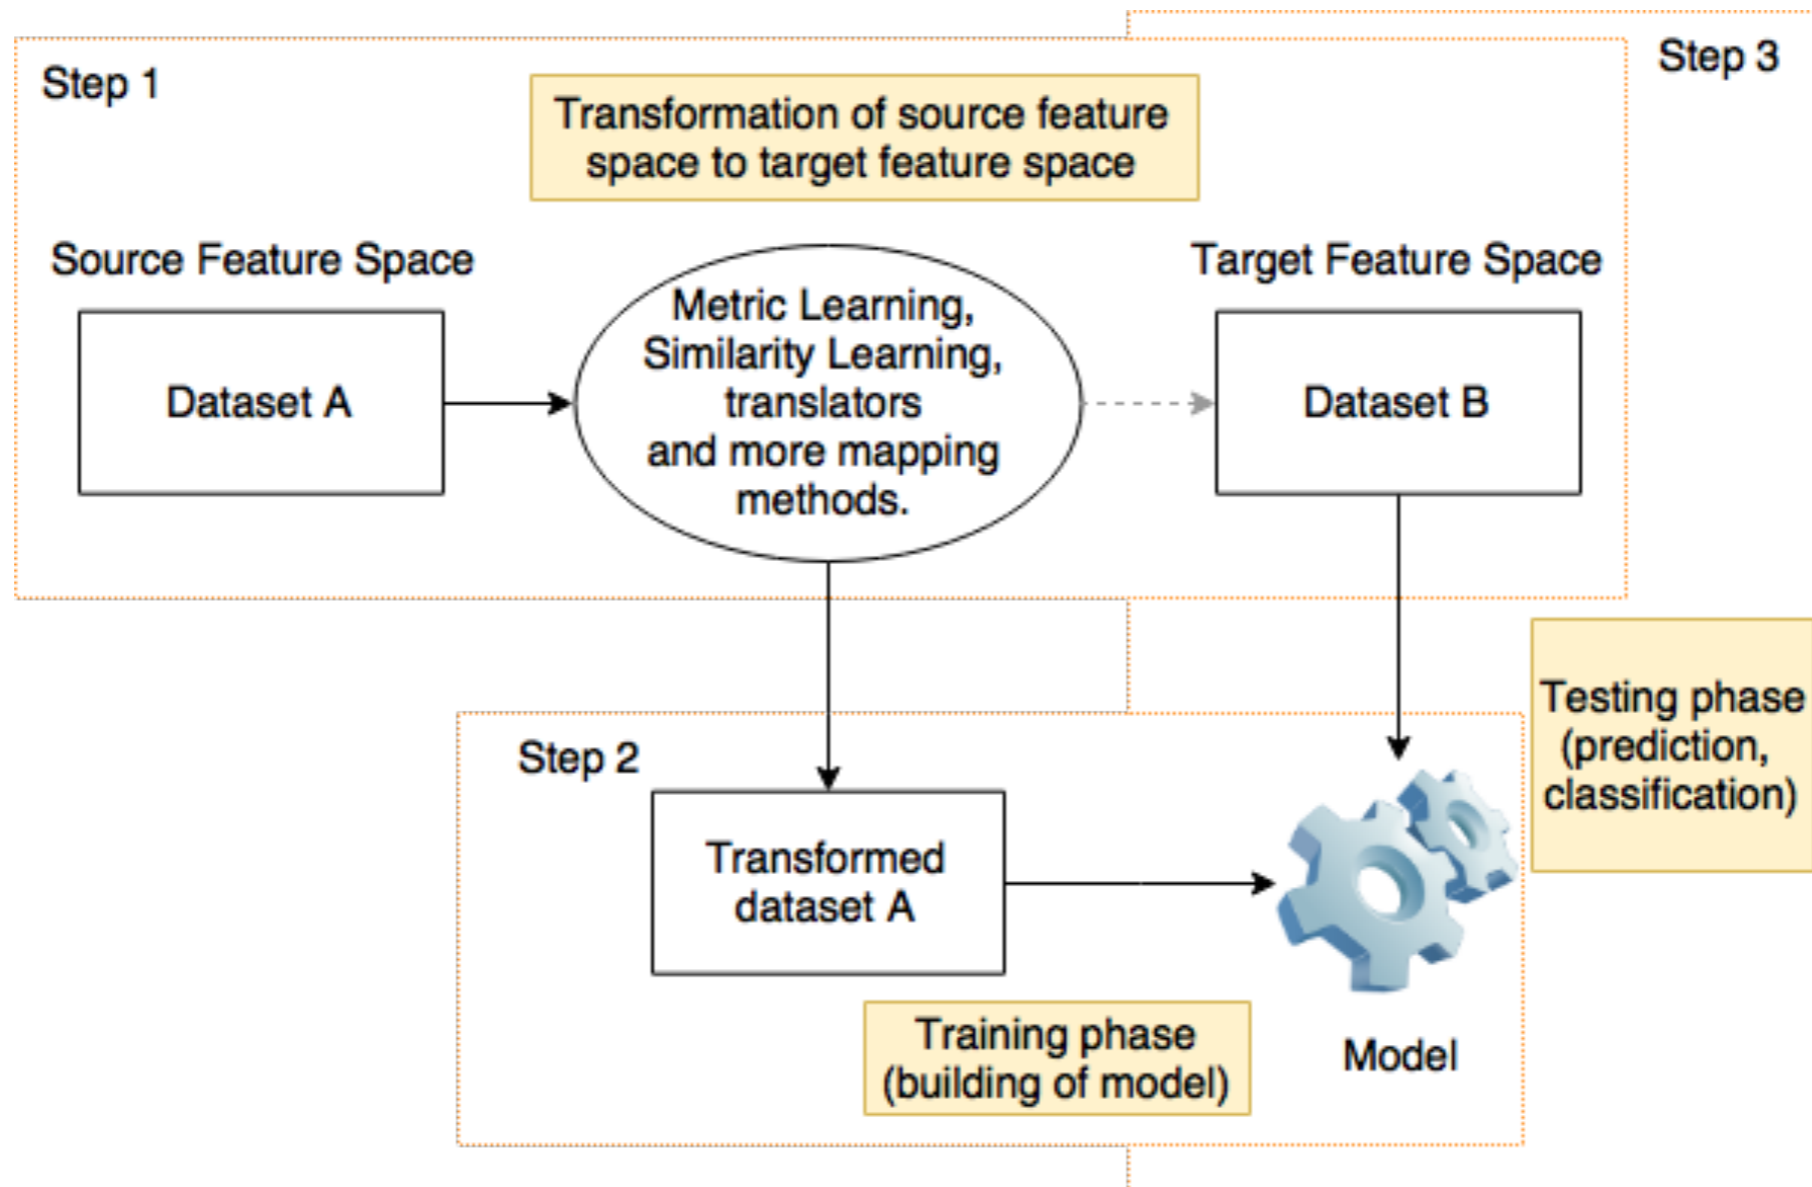 Step 1
Step 3
Transformation of source feature
space to target feature space
Source Feature Space
Target Feature Space
Dataset A
Metric Learning,
Similarity Learning,
translators
and more mapping
methods.
Dataset B
Step 2
Transformed
dataset A
Testing phase
(prediction,
classification)
Training phase
(building of model)
Model